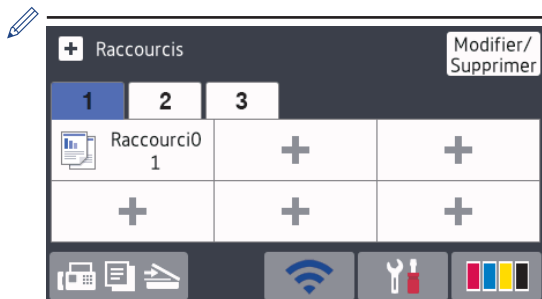 Raccourcis
Modifier/
Supprimer
1 2 3
Raccourci0
1